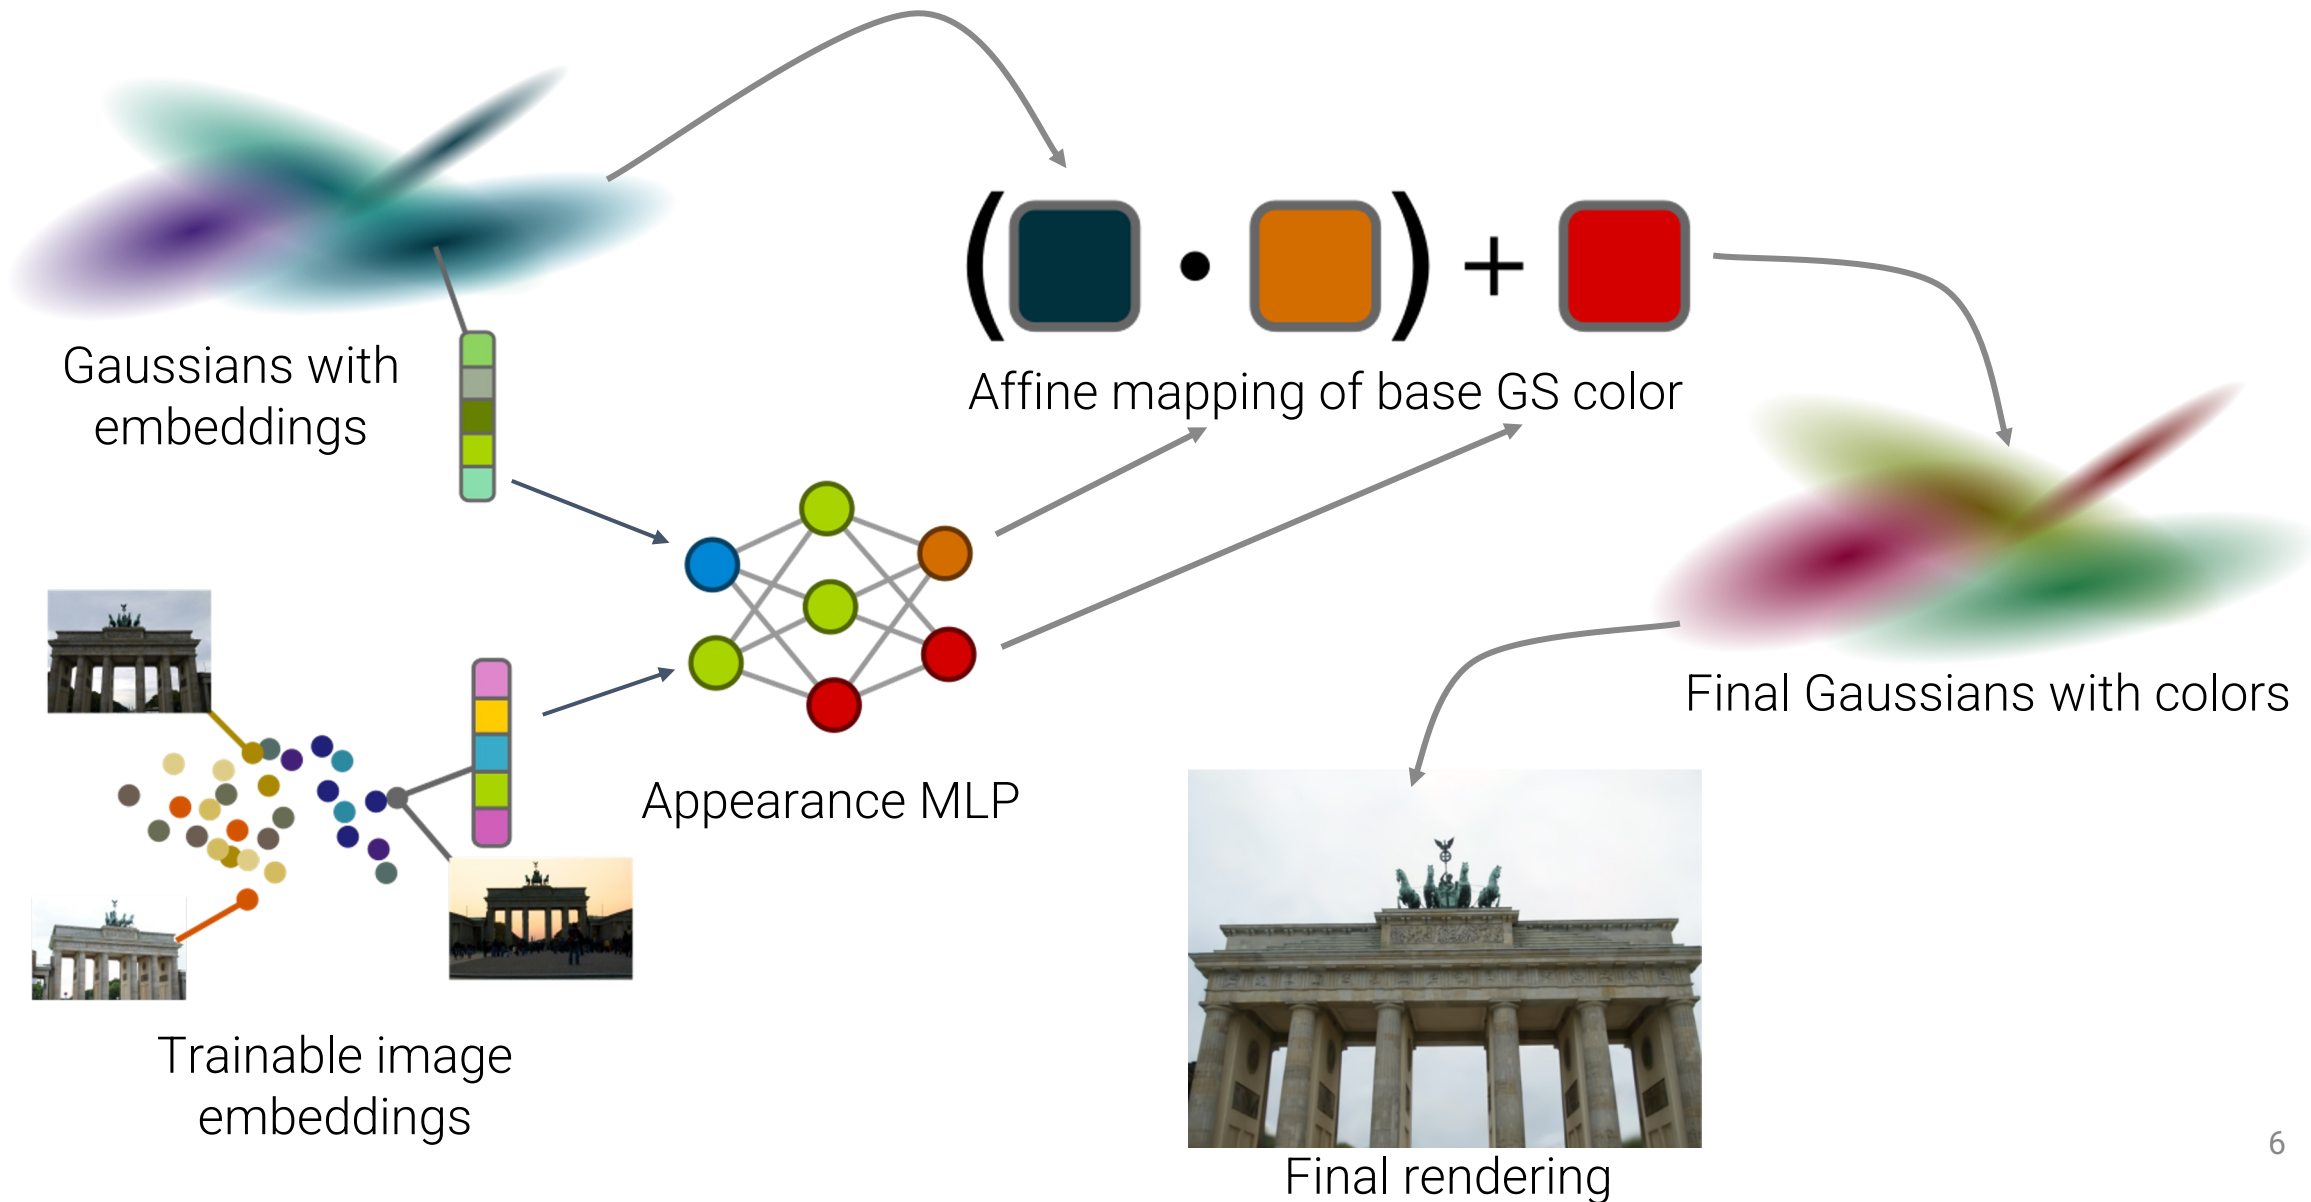 Gaussians with
embeddings
( • ) +
Affine mapping of base GS color
Appearance MLP
Final Gaussians with colors
Trainable image
embeddings
Final rendering
6